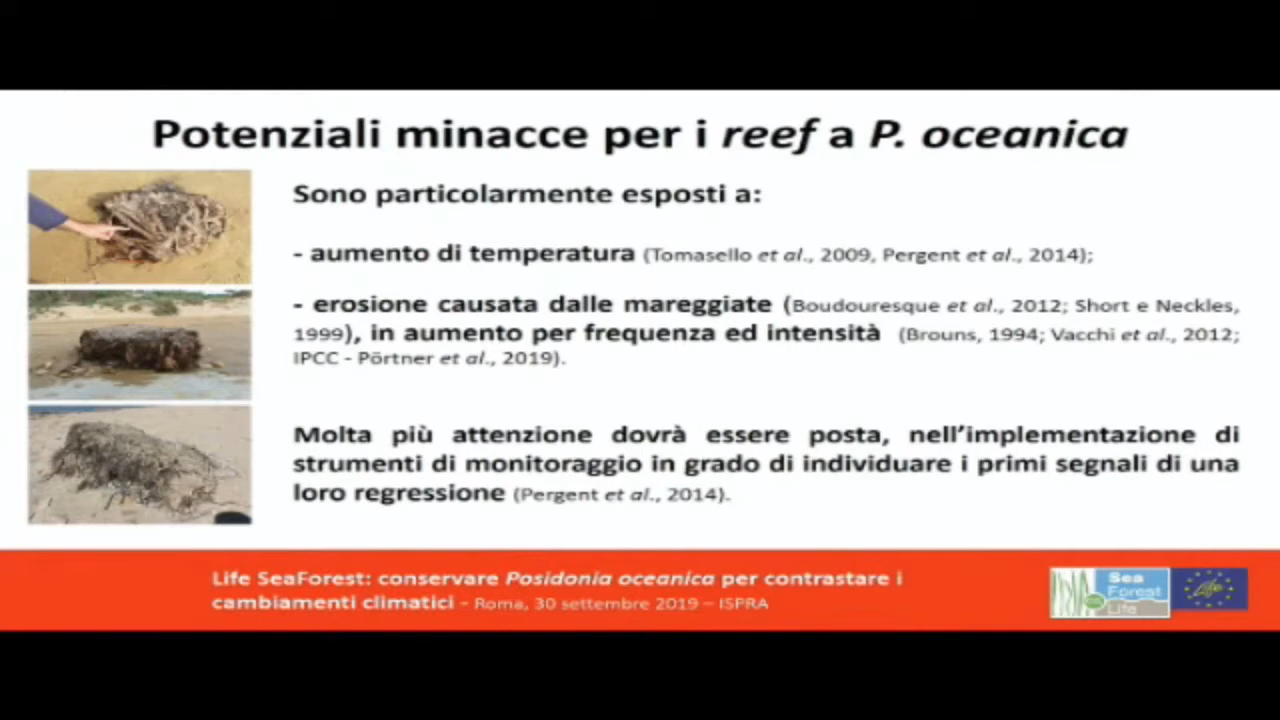 Potenziali minacce per i reef a P. oceanica
Sono particolarmente esposti a:
- aumento di temperatura (Tomasello et al., 2009, Pergent et al., 2014);
- erosione causata dalle mareggiate (Boudouresque et al., 2012; Short e Neckles,
1999), in aumento per frequenza ed intensità (Brouns, 1994; Vacchi et al., 2012;
IPCC - Pörtner et al., 2019).
Molta più attenzione dovrà essere posta, nell'implementazione di
strumenti di monitoraggio in grado di individuare i primi segnali di una
loro regressione (Pergent et al., 2014).
Life SeaForest: conservare Posidonia oceanica per contrastare i
cambiamenti climatici - Roma, 30 settembre 2019 – ISPRA
Sea
Forest
Life
Life